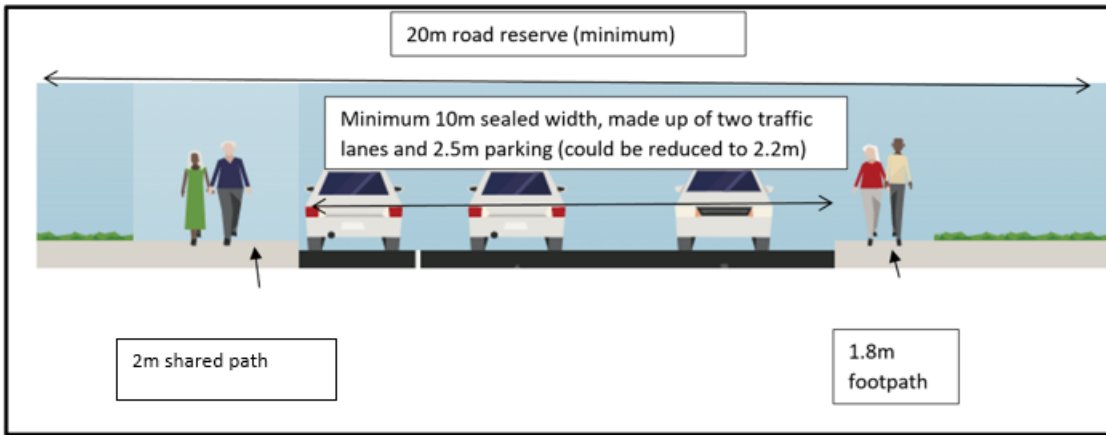 20m road reserve (minimum)
Minimum 10m sealed width, made up of two traffic
lanes and 2.5m parking (could be reduced to 2.2m)
2m shared path
1.8m
footpath